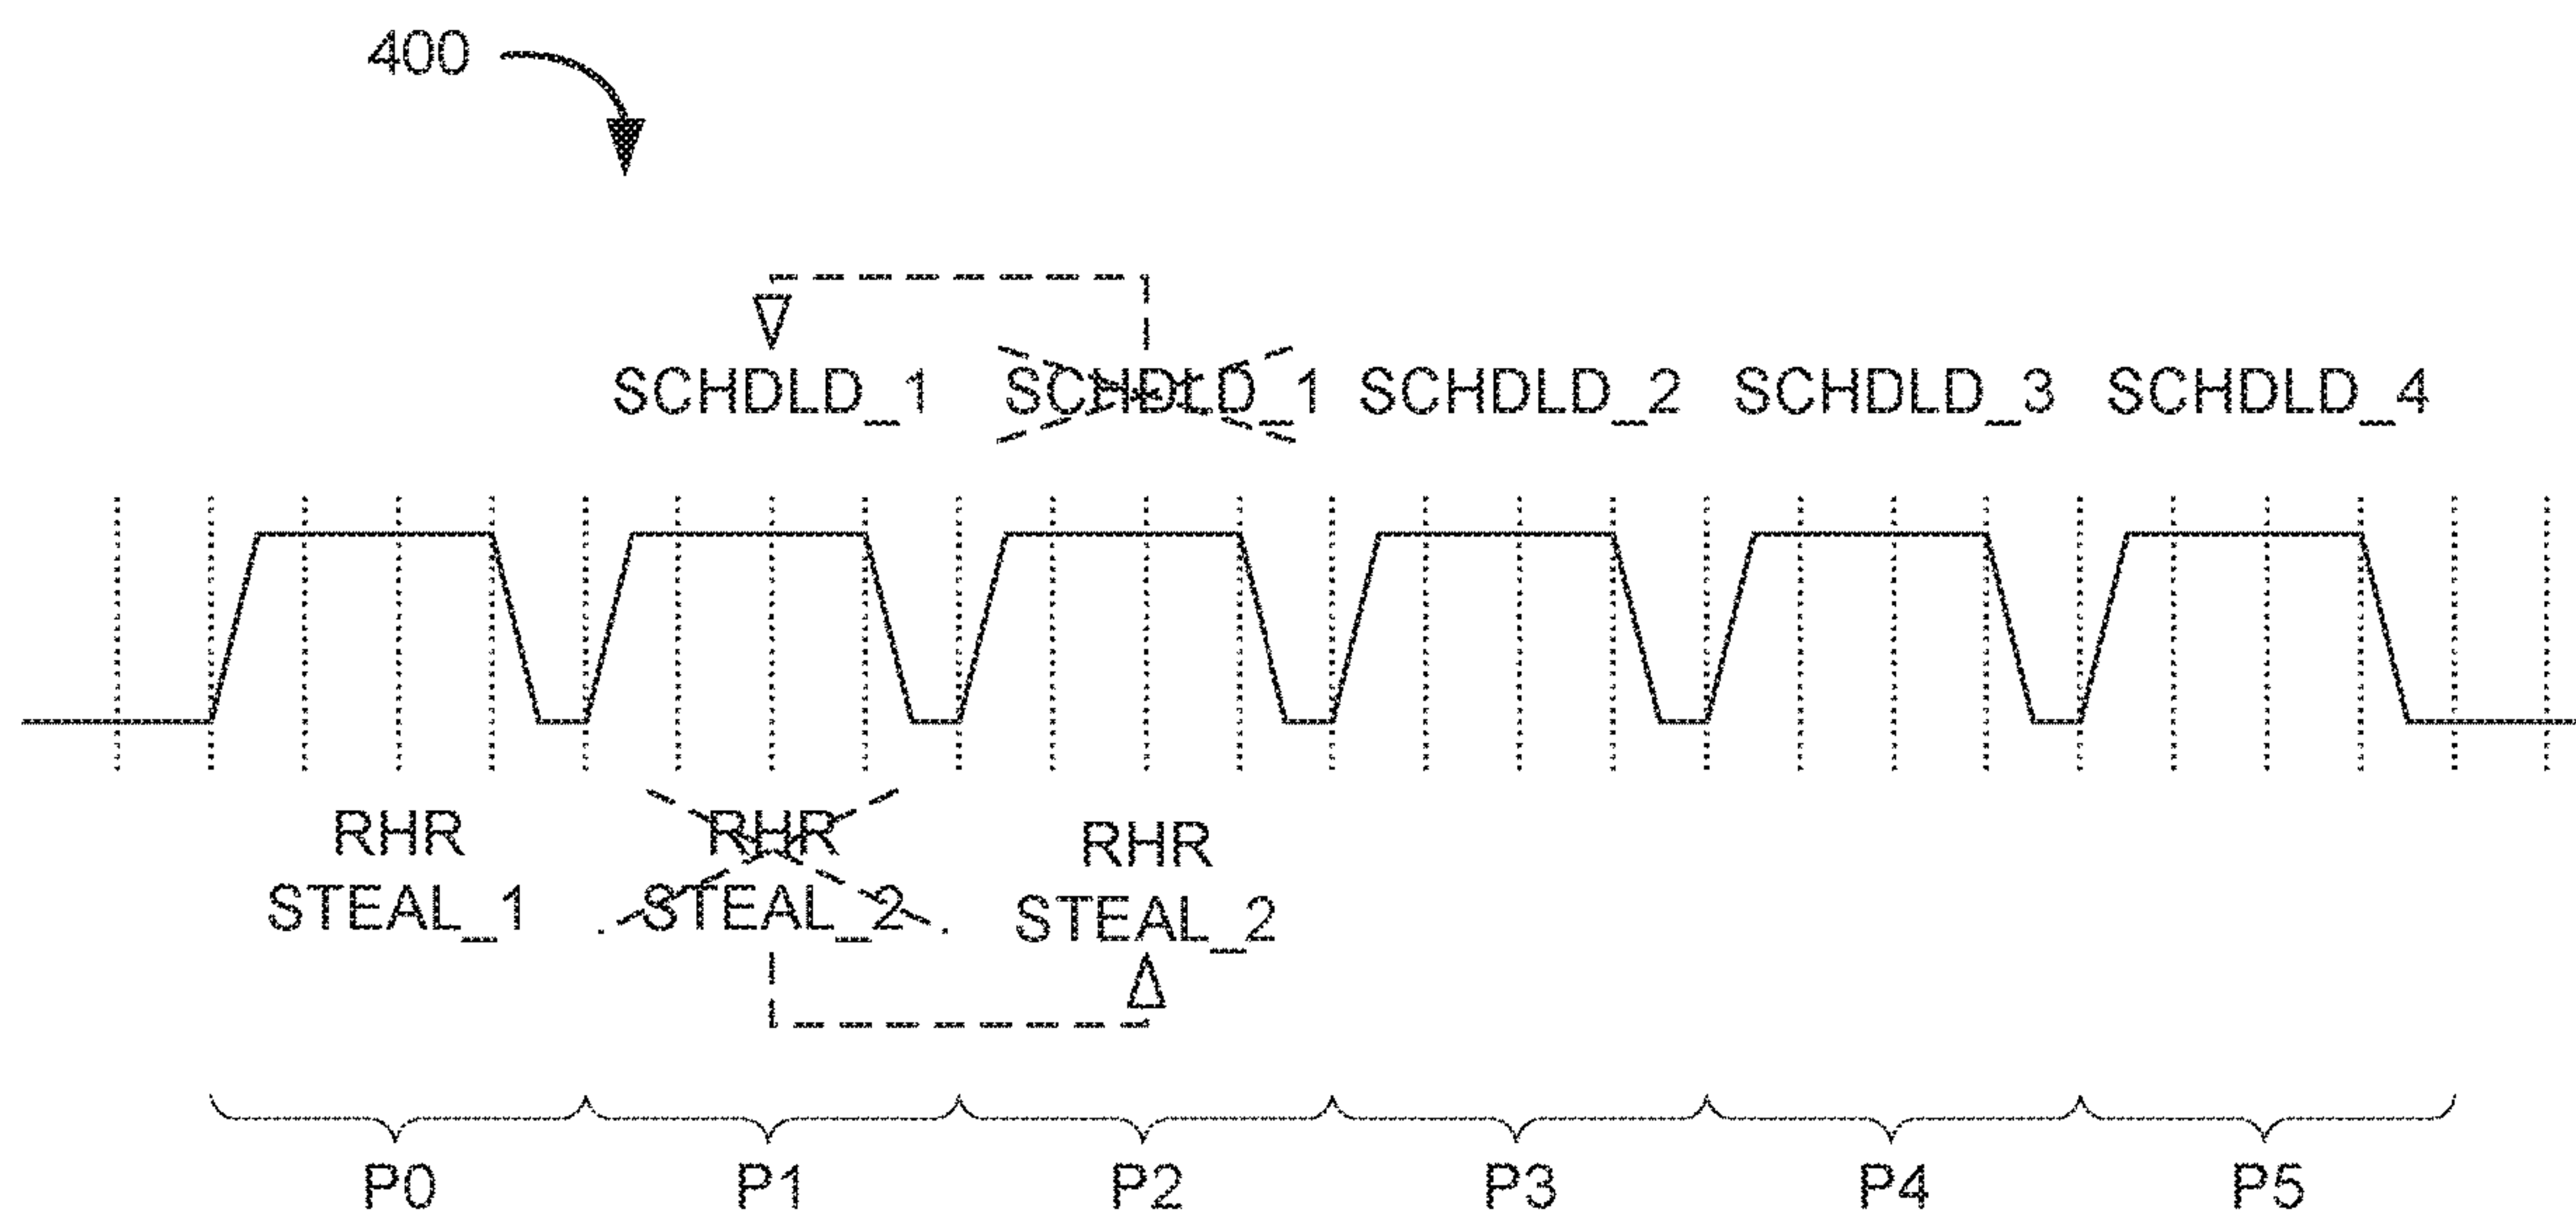 400
SCHDLD_1 SCHDLD_1 SCHDLD_2 SCHDLD_3 SCHDLD_4
RHR RHR RHR
STEAL_1 STEAL_2 STEAL_2
P0 P1 P2 P3 P4 P5